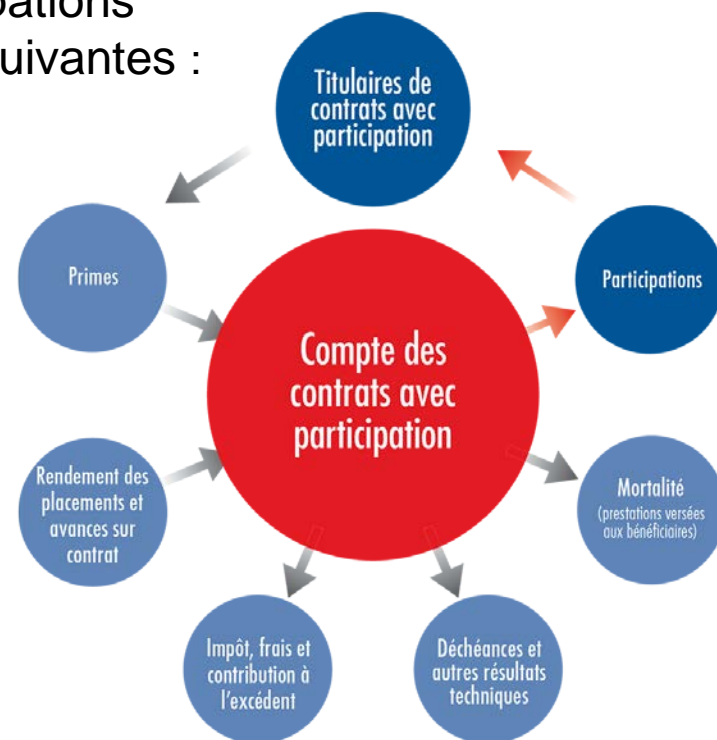 uivantes :
Titulaires de
contrats avec
participation
Primes
Participations
Compte des
contrats avec
participation
Rendement des
placements et
avances sur
contrat
Mortalité
(prestations versées
aux bénéficiaires)
Impôt, frais et
contribution à
l'excédent
Déchéances et
autres résultats
techniques